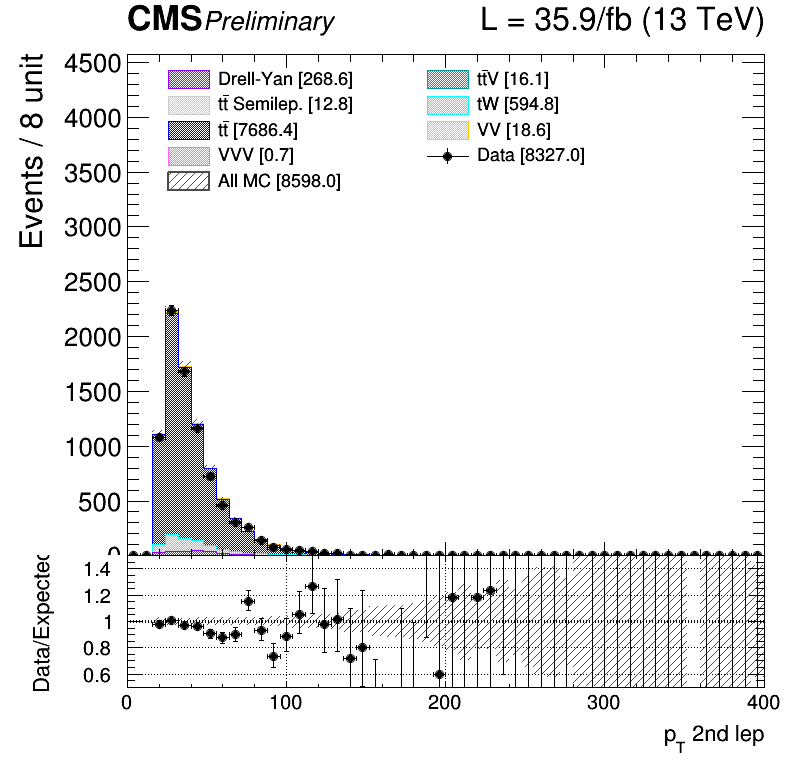 CMS Preliminary L = 35.9/fb (13 TeV)
Events / 8 unit
4500
4000
3500
3000
2500
2000
1500
1000
500
0
Drell-Yan [268.6]
tt̄ Semilep. [12.8]
tt̄ [7686.4]
VVV [0.7]
All MC [8598.0]
tt̄V [16.1]
tW [594.8]
VV [18.6]
Data [8327.0]
Data/Expected
1.4
1.2
1
0.8
0.6
0 100 200 300 400
p_T 2nd lep